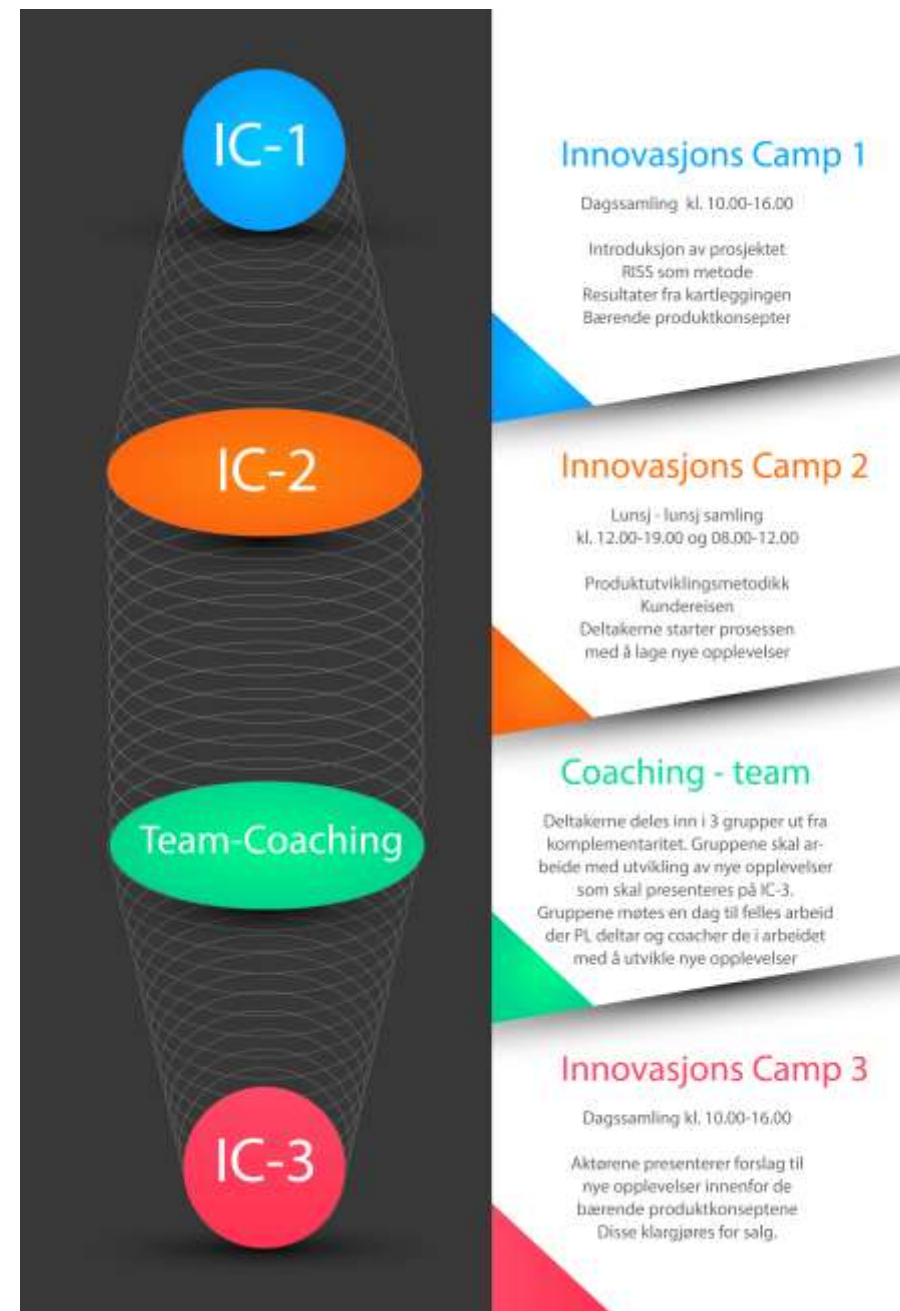 IC-1
Innovasjons Camp 1
Dagssamling kl. 10.00-16.00
Introduksjon av prosjektet
RISS som metode
Resultater fra kartleggingen
Bærende produktkonsepter
IC-2
Innovasjons Camp 2
Lunsj - lunsj samling
kl. 12.00-19.00 og 08.00-12.00
Produktutviklingsmetodikk
Kundereisen
Deltakerne starter prosessen
med å lage nye opplevelser
Team-Coaching
Coaching - team
Deltakerne deles inn i 3 grupper ut fra
komplementaritet. Gruppene skal ar-
beide med utvikling av nye opplevelser
som skal presenteres på IC-3.
Gruppene møtes en dag til felles arbeid
der PL deltar og coacher de i arbeidet
med å utvikle nye opplevelser
IC-3
Innovasjons Camp 3
Dagssamling kl. 10.00-16.00
Aktørene presenterer forslag til
nye opplevelser innenfor de
bærende produktkonseptene
Disse klargjøres for salg.